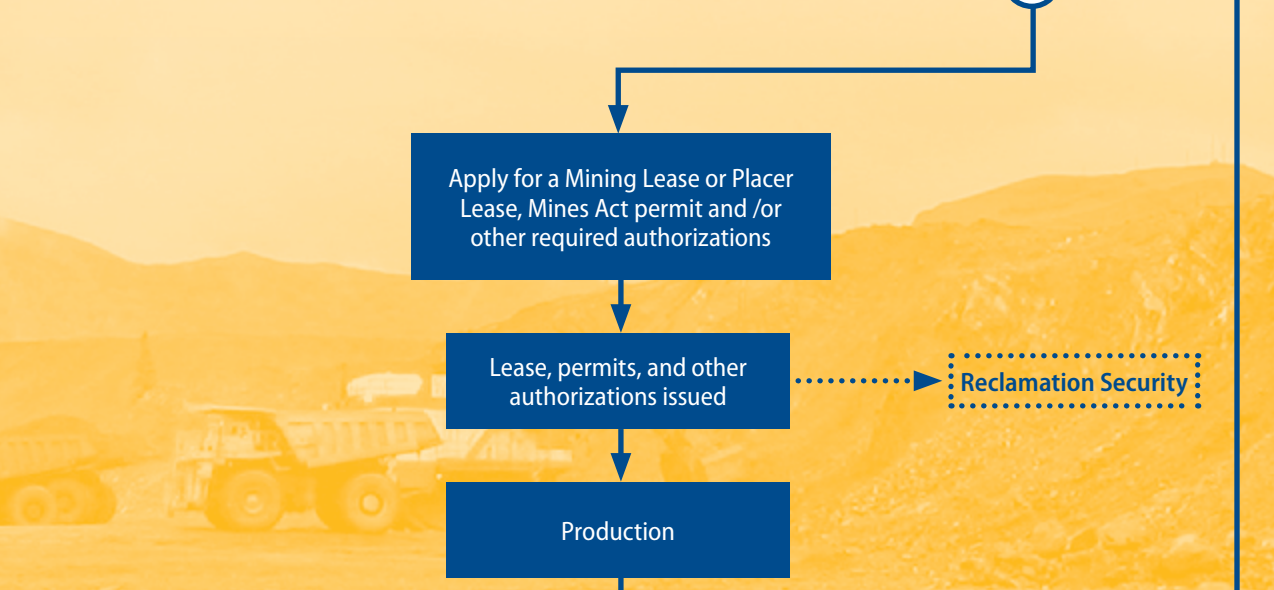 Apply for a Mining Lease or Placer
Lease, Mines Act permit and /or
other required authorizations
Lease, permits, and other
authorizations issued
Reclamation Security
Production